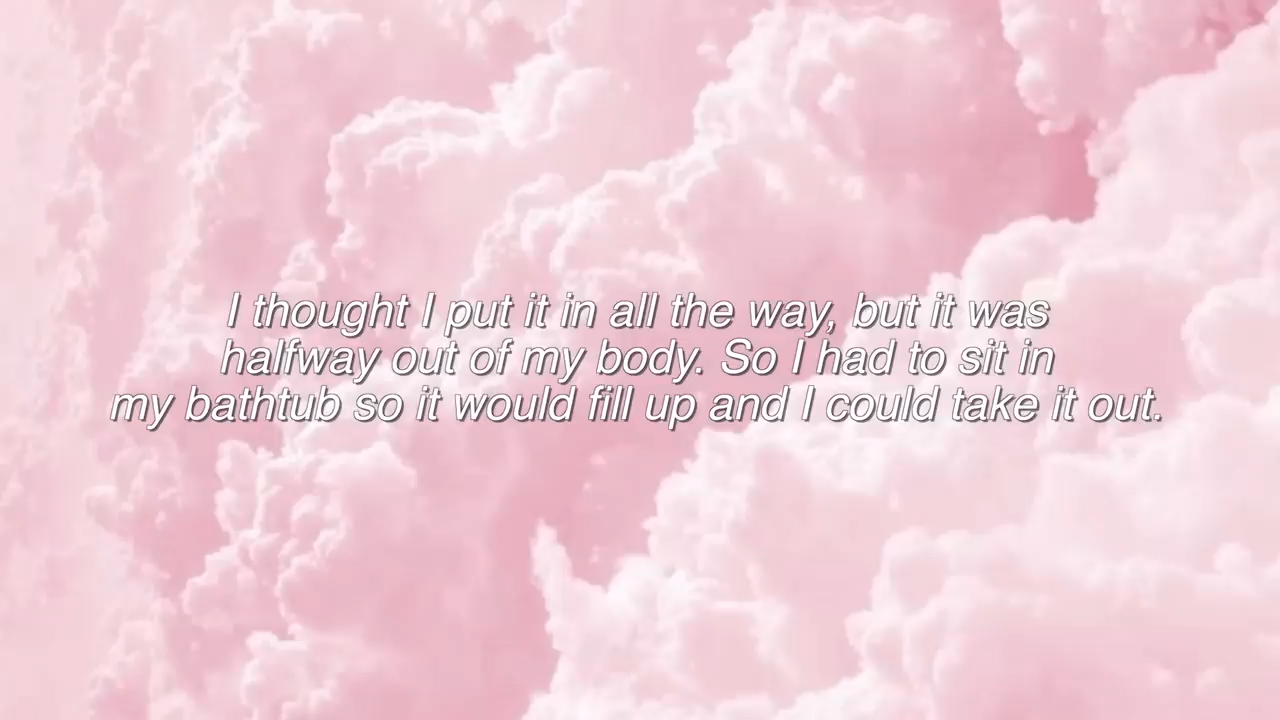 I thought I put it in all the way, but it was
halfway out of my body. So I had to sit in
my bathtub so it would fill up and I could take it out.